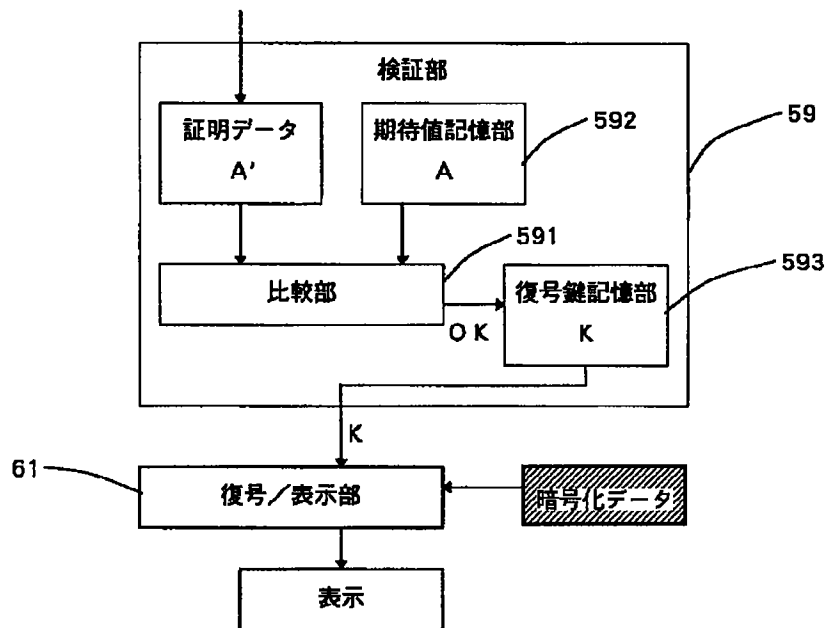 検証部
証明データ
A'
期待値記憶部
A
592
59
591
593
比較部
OK
復号鍵記憶部
K
K
61
復号／表示部
暗号化データ
表示